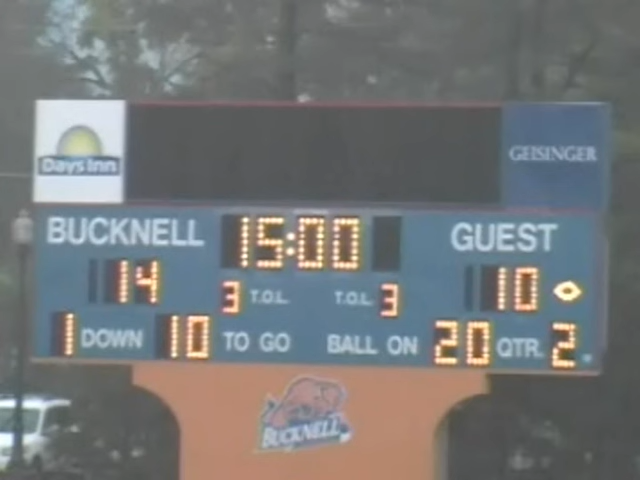 Days Inn
GEISINGER
BUCKNELL 15:00 GUEST
14 3 T.O.L. T.O.L. 3 10
1 DOWN 10 TO GO BALL ON 20 QTR. 2
BUCKNELL